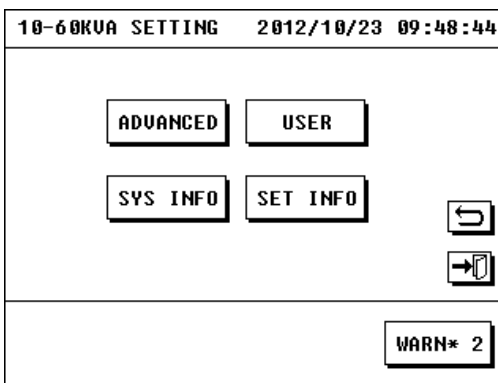 10-60KVA SETTING 2012/10/23 09:48:44
ADVANCED USER
SYS INFO SET INFO
WARN* 2